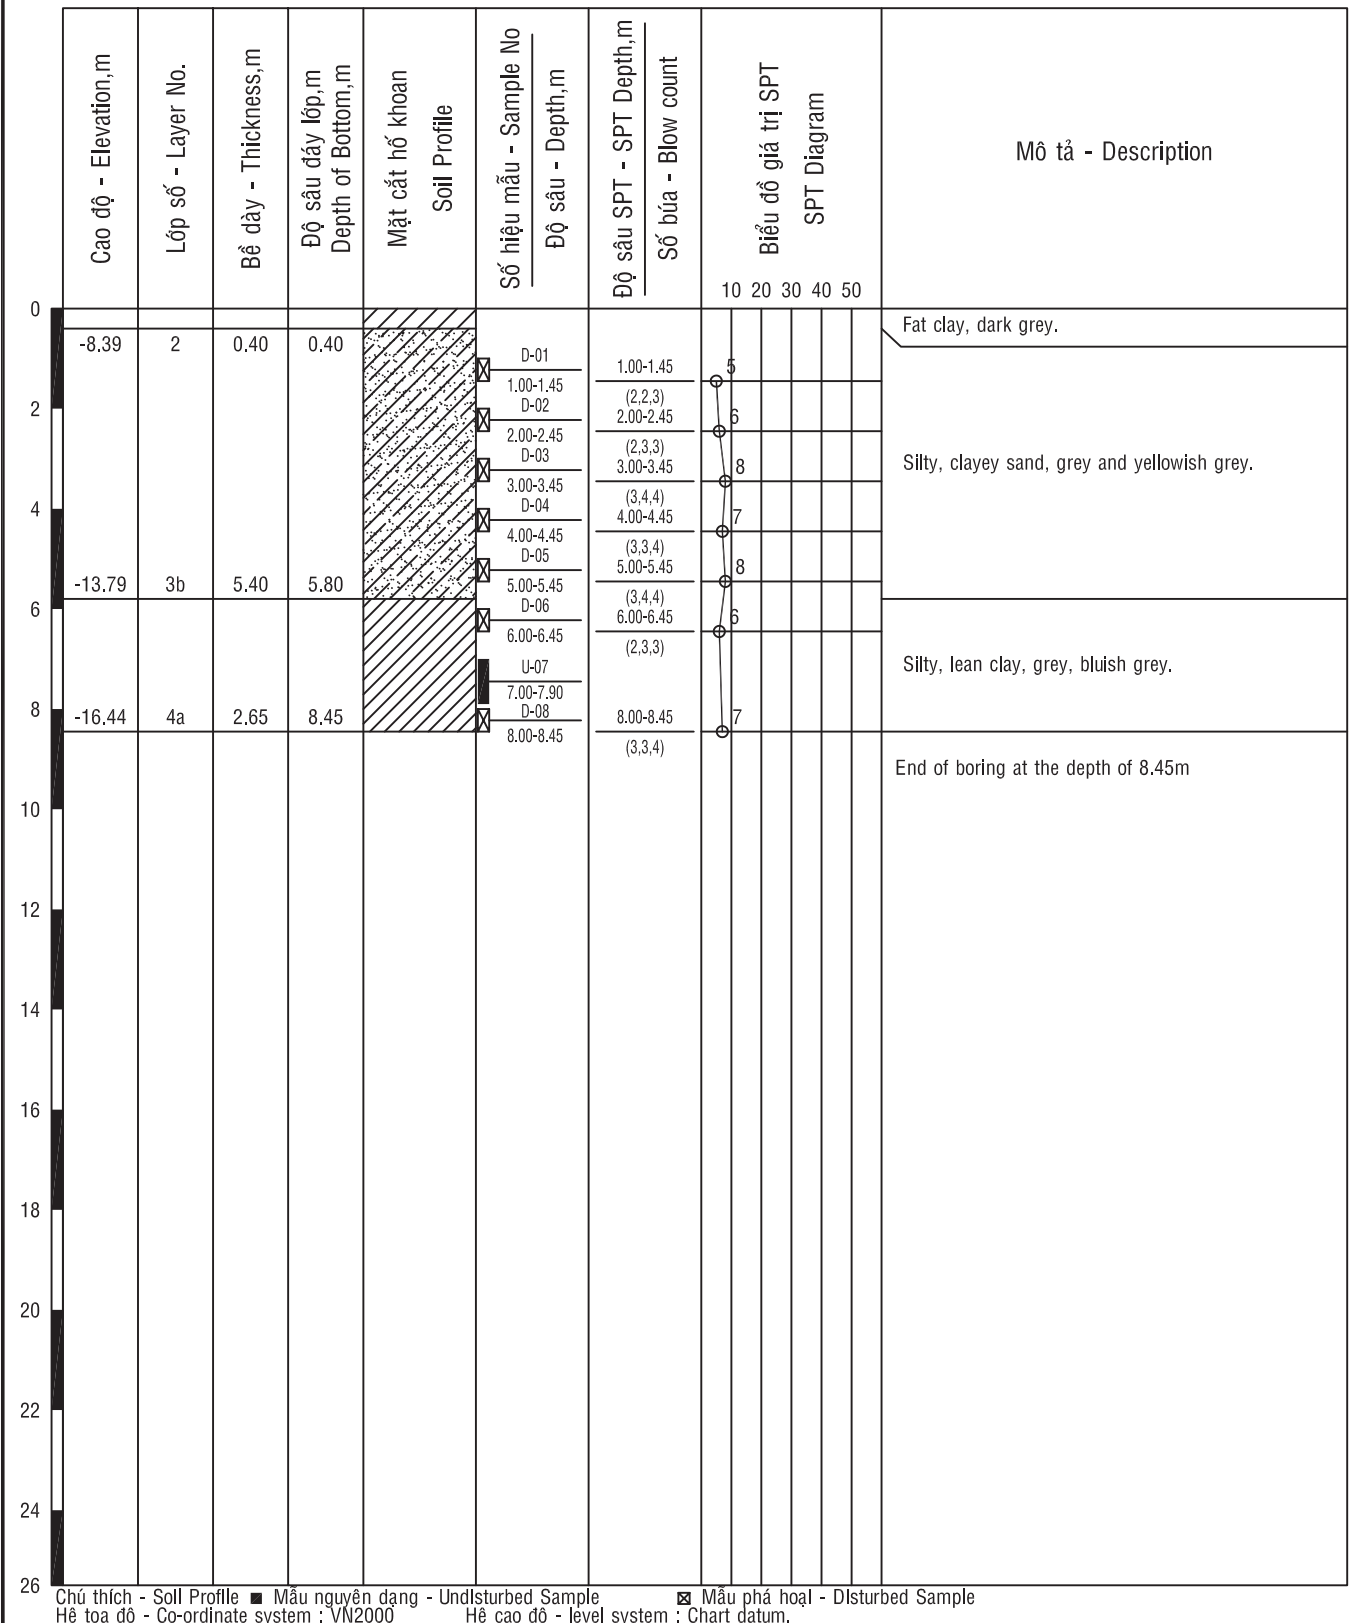 Cao độ - Elevation,m
Lớp số - Layer No.
Bề dày - Thickness,m
Độ sâu đáy lớp,m
Depth of Bottom,m
Mặt cắt hố khoan
Soil Profile
Số hiệu mẫu - Sample No
Độ sâu - Depth,m
Độ sâu SPT - SPT Depth,m
Số búa - Blow count
Biểu đồ giá trị SPT
SPT Diagram
10 20 30 40 50
Mô tả - Description
0
Fat clay, dark grey.
-8.39 2 0.40 0.40
D-01
1.00-1.45
1.00-1.45
(2,2,3)
5
2
D-02
2.00-2.45
2.00-2.45
(2,3,3)
6
D-03
3.00-3.45
3.00-3.45
(3,4,4)
8
Silty, clayey sand, grey and yellowish grey.
4
D-04
4.00-4.45
4.00-4.45
(3,3,4)
7
D-05
5.00-5.45
5.00-5.45
(3,4,4)
8
-13.79 3b 5.40 5.80
6
D-06
6.00-6.45
6.00-6.45
(2,3,3)
6
U-07
7.00-7.90
Silty, lean clay, grey, bluish grey.
8
-16.44 4a 2.65 8.45
D-08
8.00-8.45
8.00-8.45
(3,3,4)
7
End of boring at the depth of 8.45m
10
12
14
16
18
20
22
24
26
Chú thích - Soil Profile Mẫu nguyên dạng - Undisturbed Sample Mẫu phá hoại - Disturbed Sample
Hệ tọa độ - Co-ordinate system : VN2000 Hệ cao độ - level system : Chart datum.